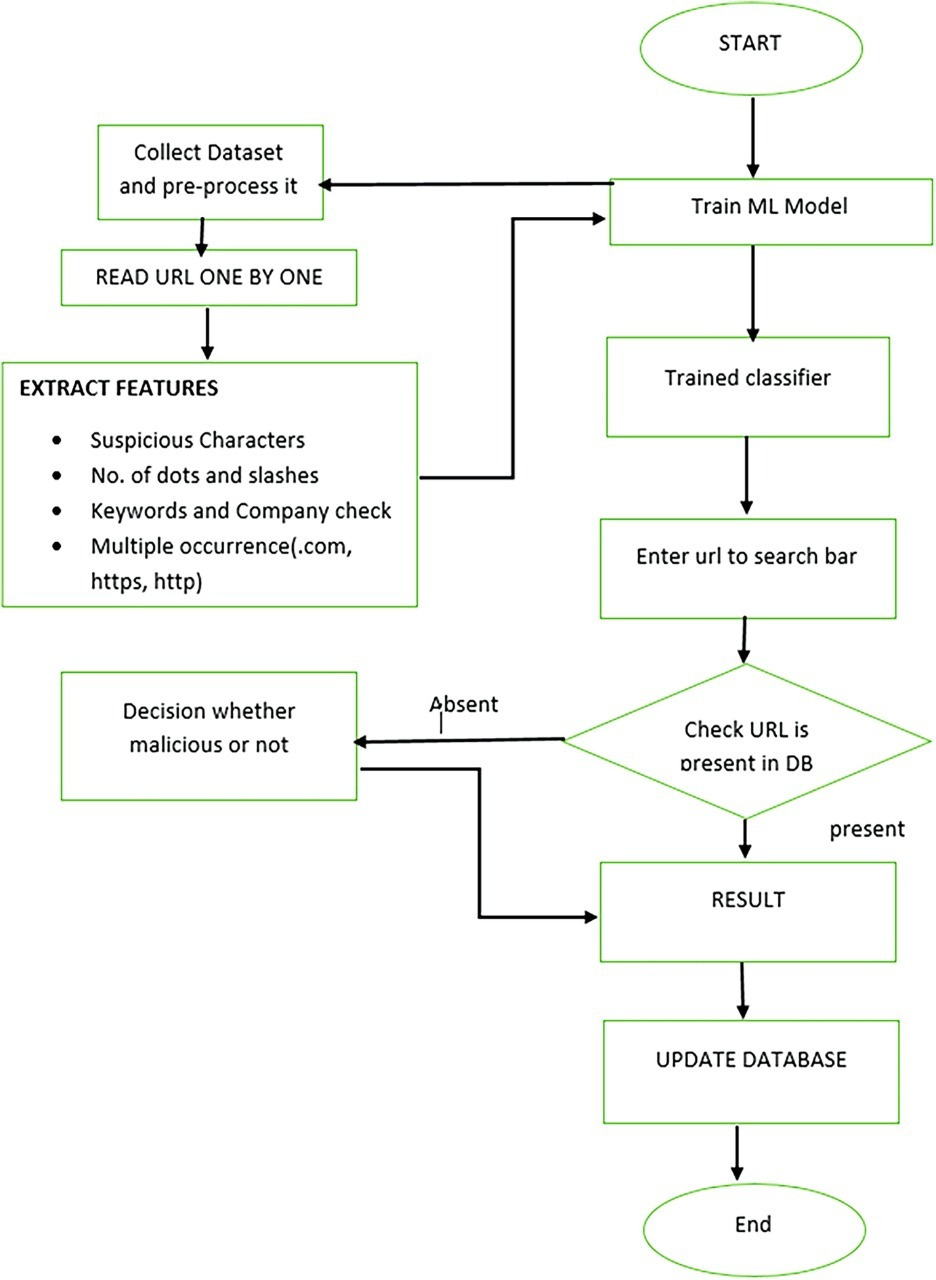 START
Collect Dataset
and pre-process it
Train ML Model
READ URL ONE BY ONE
EXTRACT FEATURES
• Suspicious Characters
• No. of dots and slashes
• Keywords and Company check
• Multiple occurrence(.com,
https, http)
Trained classifier
Enter url to search bar
Check URL is
present in DB
Absent
Decision whether
malicious or not
present
RESULT
UPDATE DATABASE
End